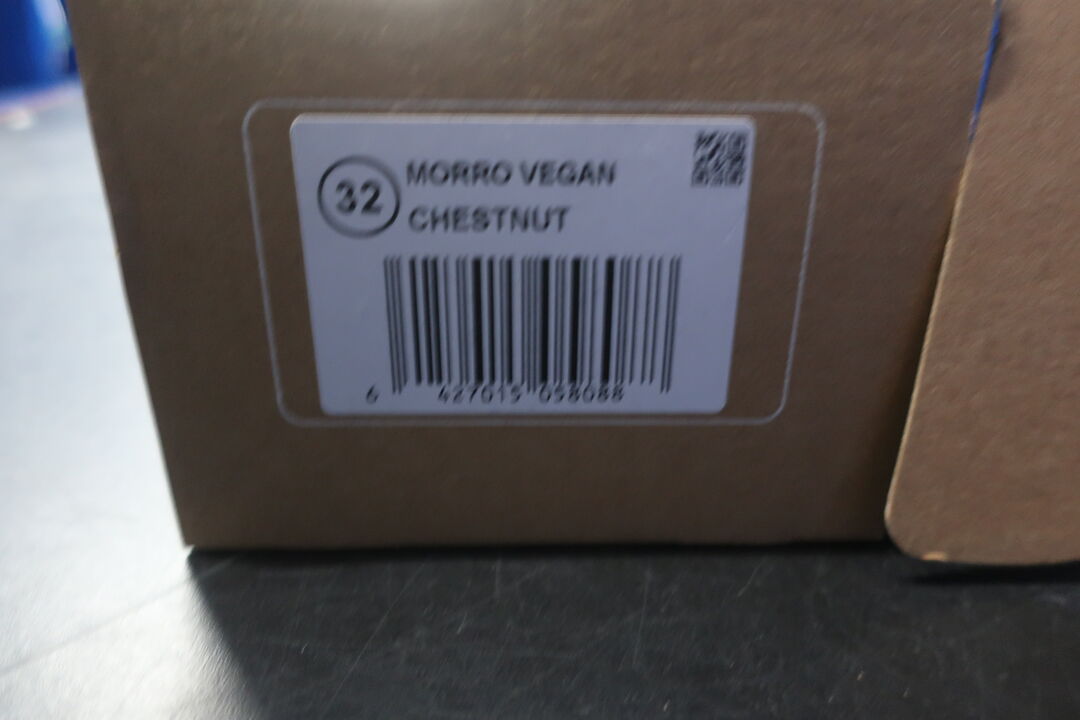 32
MORRO VEGAN
CHESTNUT
6 427015 058088